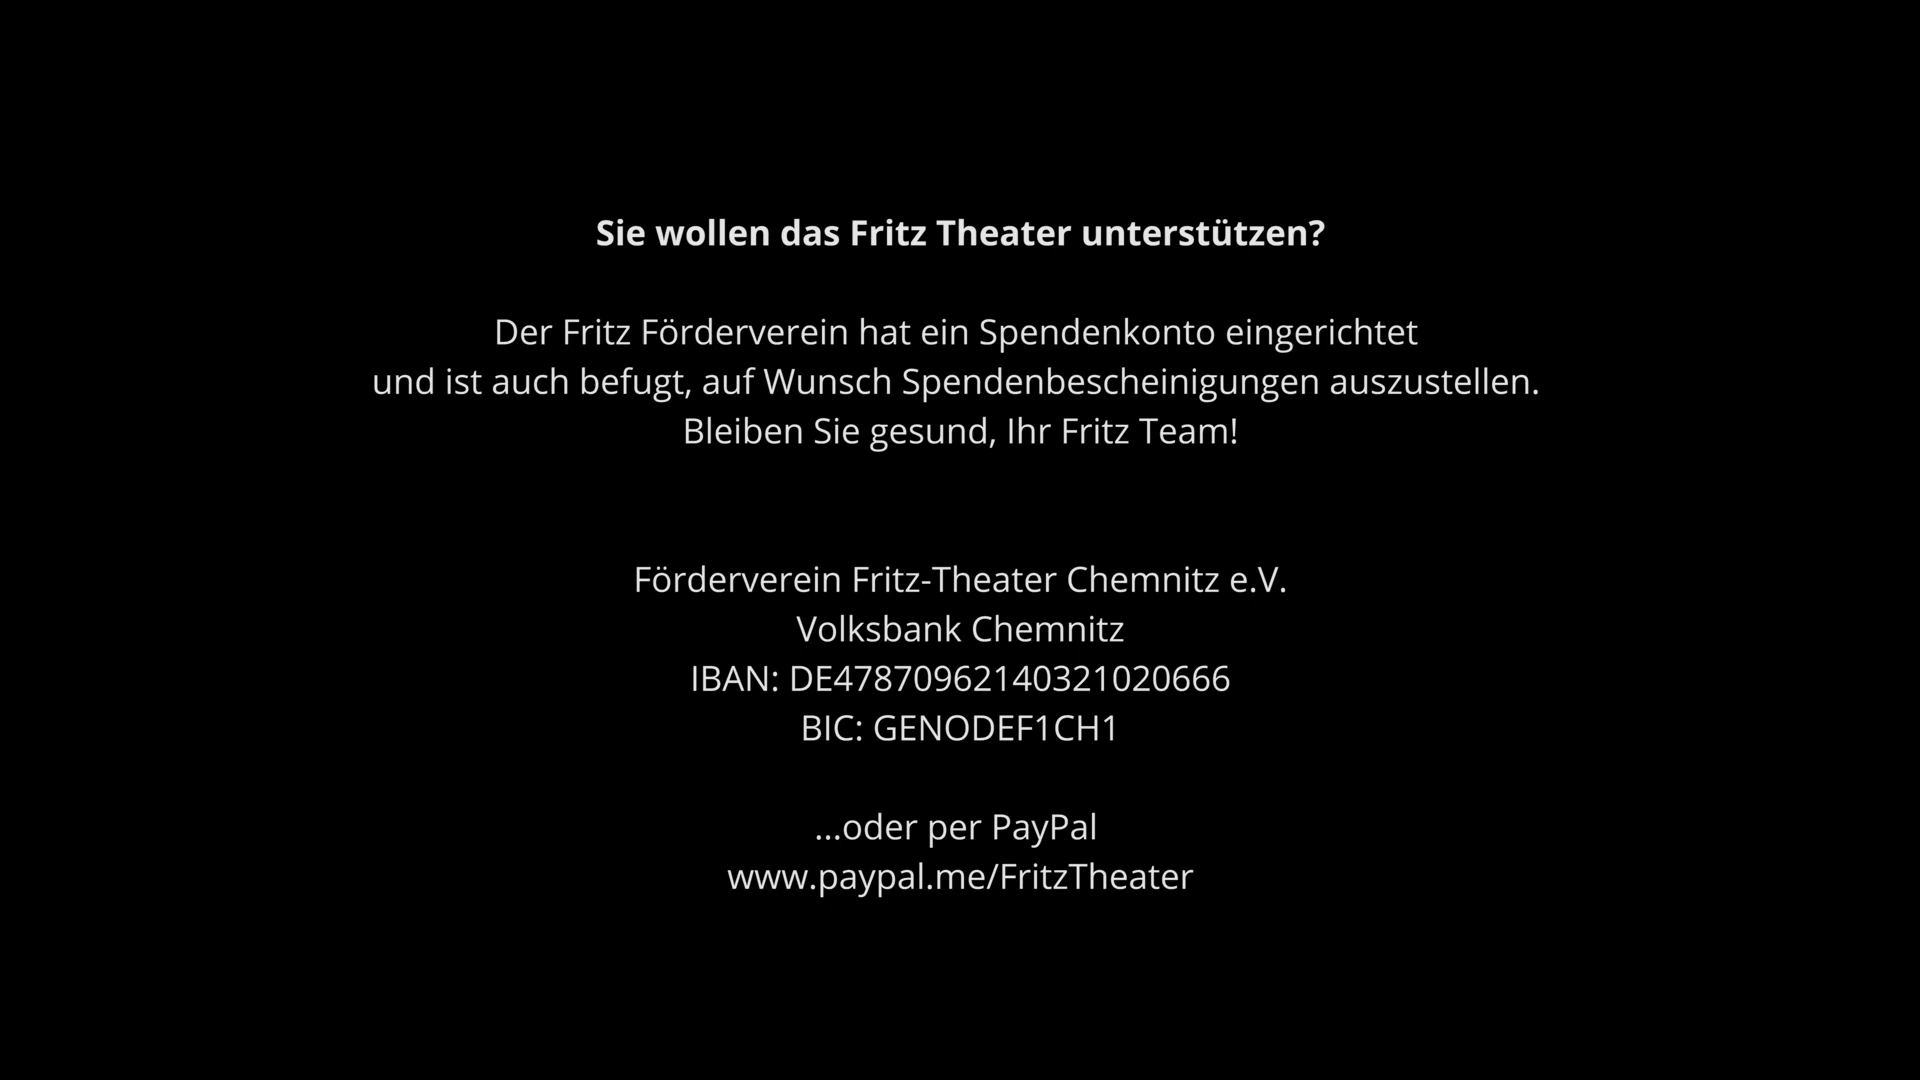 Sie wollen das Fritz Theater unterstützen?
Der Fritz Förderverein hat ein Spendenkonto eingerichtet
und ist auch befugt, auf Wunsch Spendenbescheinigungen auszustellen.
Bleiben Sie gesund, Ihr Fritz Team!
Förderverein Fritz-Theater Chemnitz e.V.
Volksbank Chemnitz
IBAN: DE47870962140321020666
BIC: GENODEF1CH1
...oder per PayPal
www.paypal.me/FritzTheater